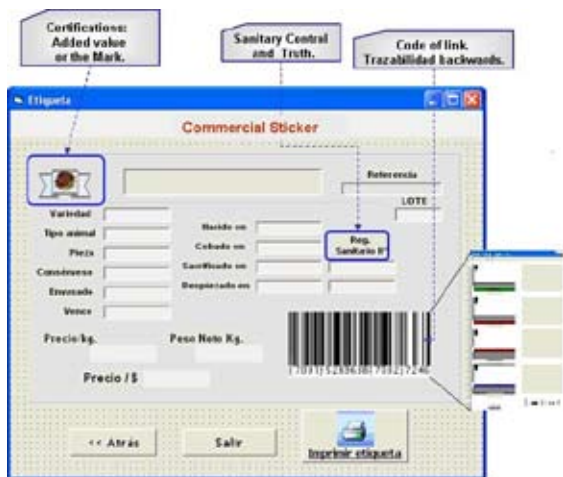 Certifications:
Added value
or the Mark.
Sanitary Central
and Truth.
Code of link.
Trazabilidad backwards.
Etiqueta
Commercial Sticker
Referencia
LOTE
Variedad
Tipo animal
Pieza
Consérvese
Envasado
Vence
Nacido en
Cebado en
Sacrificado en
Despiezado en
Reg.
Sanitario Nº
Precio/kg.
Peso Neto Kg.
Precio / $
<< Atrás
Salir
Imprimir etiqueta